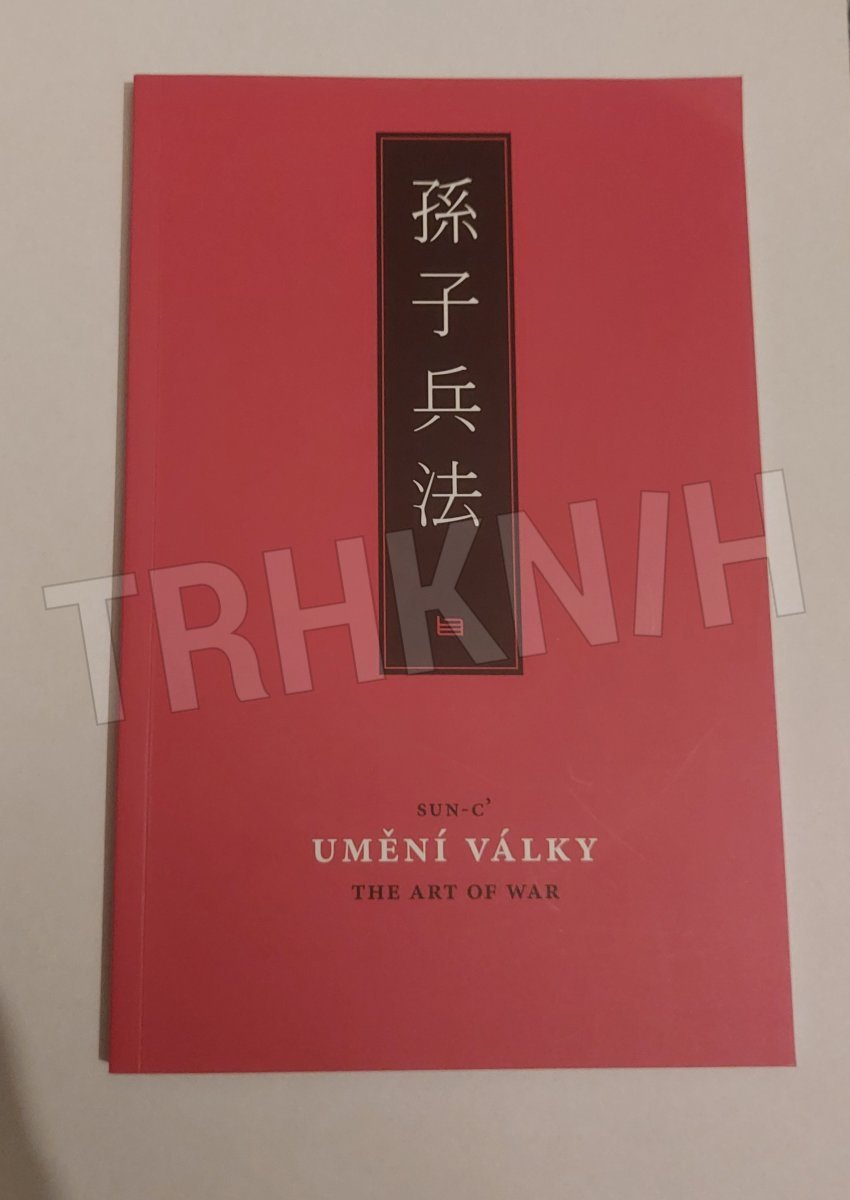 孫子兵法
SUN-C’
UMĚNÍ VÁLKY
THE ART OF WAR
TRHKNIH